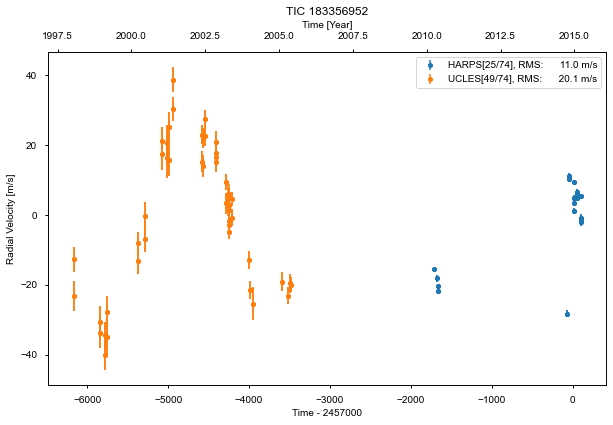 TIC 183356952
Time [Year]
1997.5 2000.0 2002.5 2005.0 2007.5 2010.0 2012.5 2015.0
HARPS[25/74], RMS: 11.0 m/s
UCLES[49/74], RMS: 20.1 m/s
40
20
0
−20
−40
Radial Velocity [m/s]
−6000 −5000 −4000 −3000 −2000 −1000 0
Time - 2457000